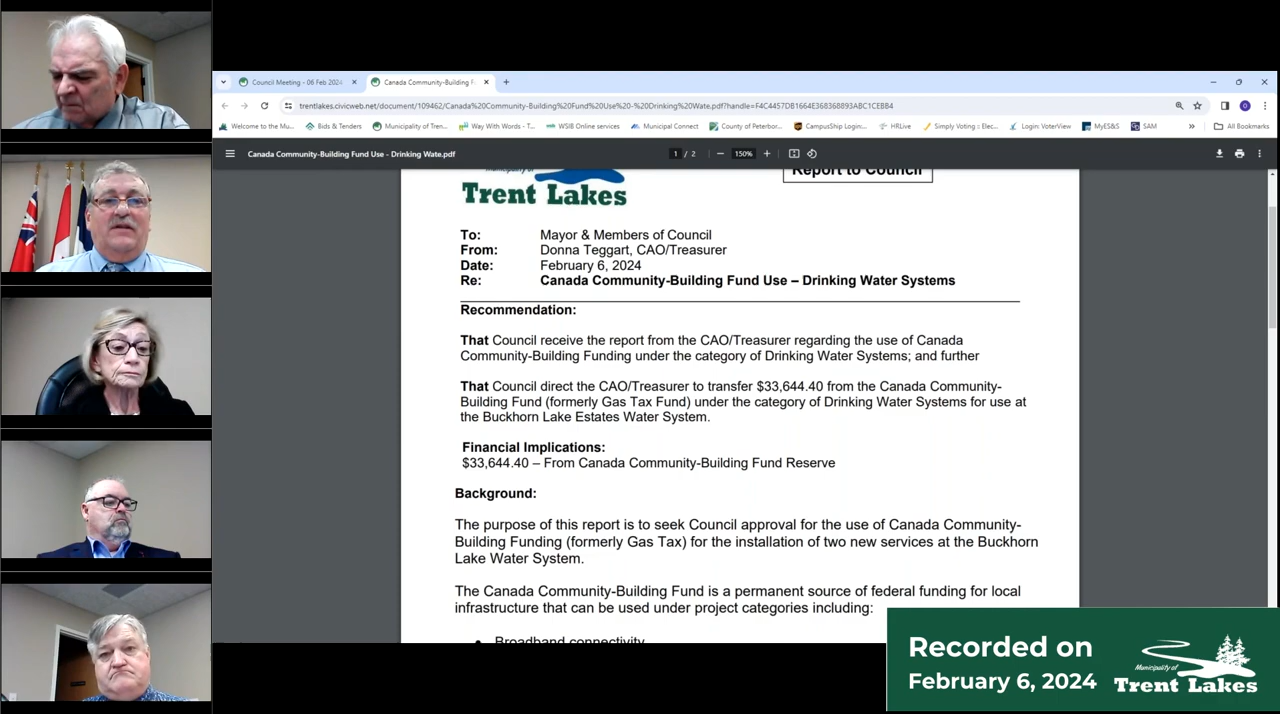 Council Meeting - 06 Feb 2024
Canada Community-Building F
trentlakes.civicweb.net/document/109462/Canada%20Community-Building%20Fund%20Use%20-%20Drinking%20Wate.pdf?handle=F4C4457DB1664E368368893ABC1CEBB4
Welcome to the Mu...
Bids & Tenders
Municipality of Tren...
Way With Words - T...
WSIB Online services
Municipal Connect
County of Peterbor...
CampusShip Login:...
HRLive
Simply Voting :: Elec...
Login: VoterView
MyES&S
SAM
»
All Bookmarks
Canada Community-Building Fund Use - Drinking Wate.pdf
1 / 2
150%
Municipality of
Trent Lakes
Report to Council
To: Mayor & Members of Council
From: Donna Teggart, CAO/Treasurer
Date: February 6, 2024
Re: Canada Community-Building Fund Use – Drinking Water Systems
Recommendation:
That Council receive the report from the CAO/Treasurer regarding the use of Canada
Community-Building Funding under the category of Drinking Water Systems; and further
That Council direct the CAO/Treasurer to transfer $33,644.40 from the Canada Community-
Building Fund (formerly Gas Tax Fund) under the category of Drinking Water Systems for use at
the Buckhorn Lake Estates Water System.
Financial Implications:
$33,644.40 – From Canada Community-Building Fund Reserve
Background:
The purpose of this report is to seek Council approval for the use of Canada Community-
Building Funding (formerly Gas Tax) for the installation of two new services at the Buckhorn
Lake Water System.
The Canada Community-Building Fund is a permanent source of federal funding for local
infrastructure that can be used under project categories including:
• Broadband connectivity
Recorded on
February 6, 2024
Municipality of
Trent Lakes